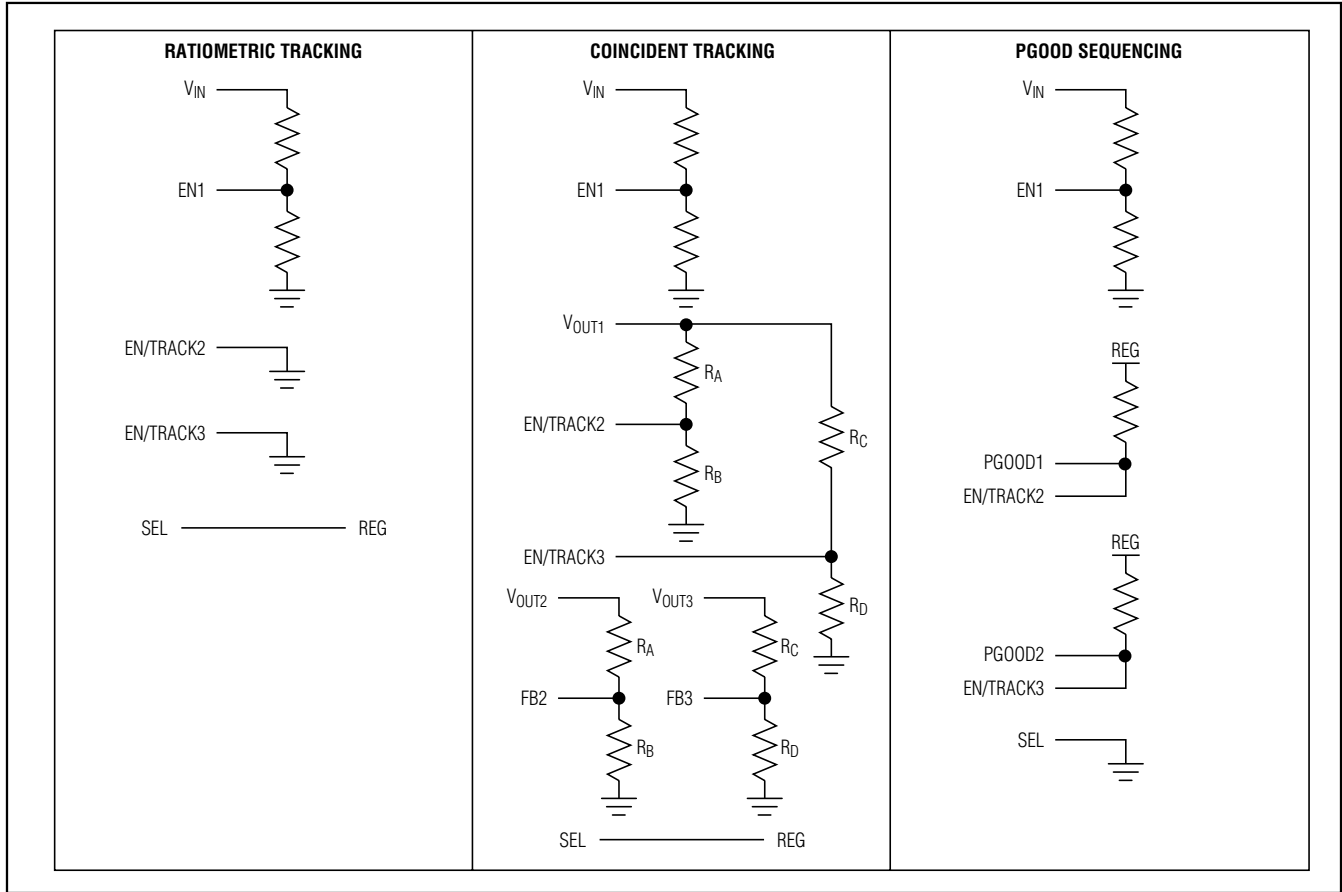 RATIOMETRIC TRACKING
VIN
EN1
EN/TRACK2
EN/TRACK3
SEL REG
COINCIDENT TRACKING
VIN
EN1
VOUT1
RA
EN/TRACK2
RC
RB
EN/TRACK3
VOUT2 VOUT3
RD
RA RC
FB2 FB3
RB RD
SEL REG
PGOOD SEQUENCING
VIN
EN1
REG
PGOOD1
EN/TRACK2
REG
PGOOD2
EN/TRACK3
SEL